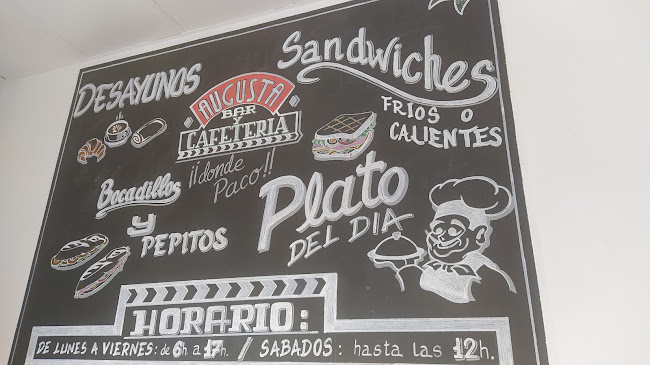 DESAYUNOS
AUGUSTA
BAR
CAFETERIA
¡¡donde
Paco!!
Sandwiches
FRIOS O
CALIENTES
Bocadillos
y
PEPITOS
Plato
DEL DIA
HORARIO:
DE LUNES A VIERNES: de 6h. a 17h. / SABADOS: hasta las 12h.